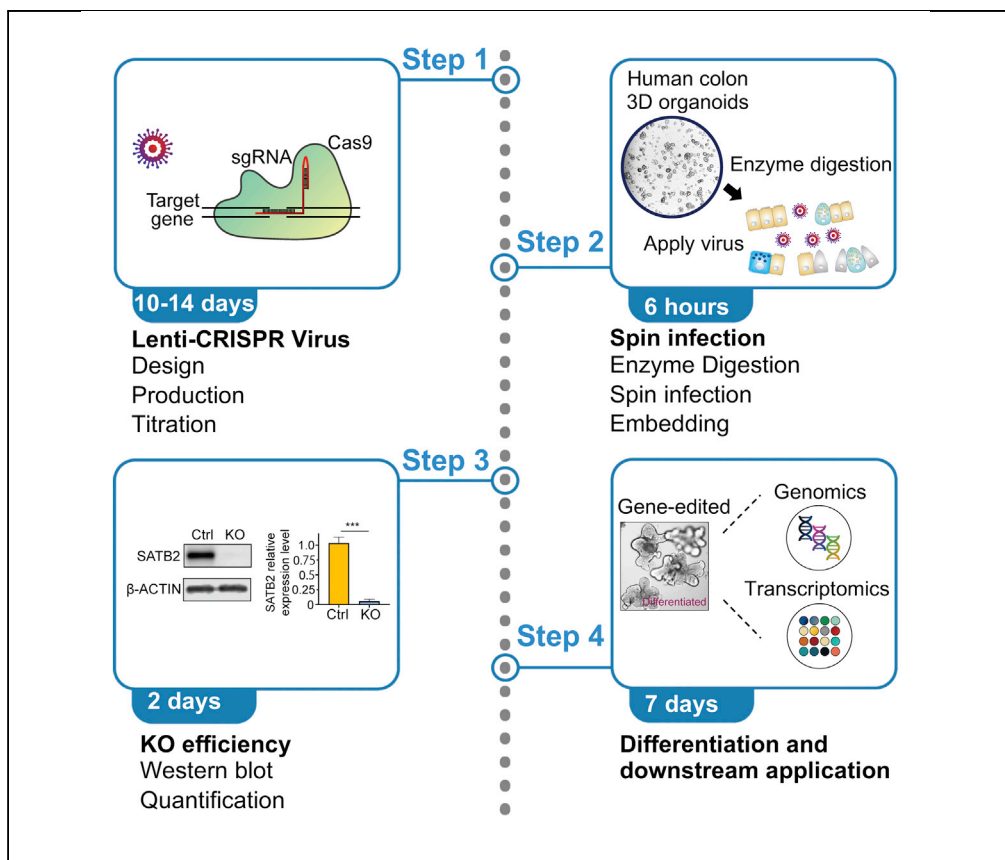 Step 1
sgRNA
Cas9
Target
gene
10-14 days
Lenti-CRISPR Virus
Design
Production
Titration
Step 2
Human colon
3D organoids
Enzyme digestion
Apply virus
6 hours
Spin infection
Enzyme Digestion
Spin infection
Embedding
Step 3
Ctrl KO
SATB2
β-ACTIN
SATB2 relative
expression level
***
1.0
0.75
0.50
0.25
0
Ctrl KO
2 days
KO efficiency
Western blot
Quantification
Step 4
Gene-edited
Differentiated
Genomics
Transcriptomics
7 days
Differentiation and
downstream application